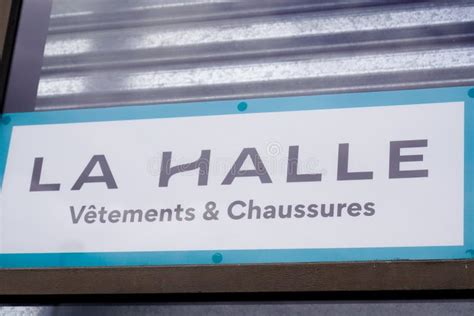 LA HALLE
Vêtements & Chaussures